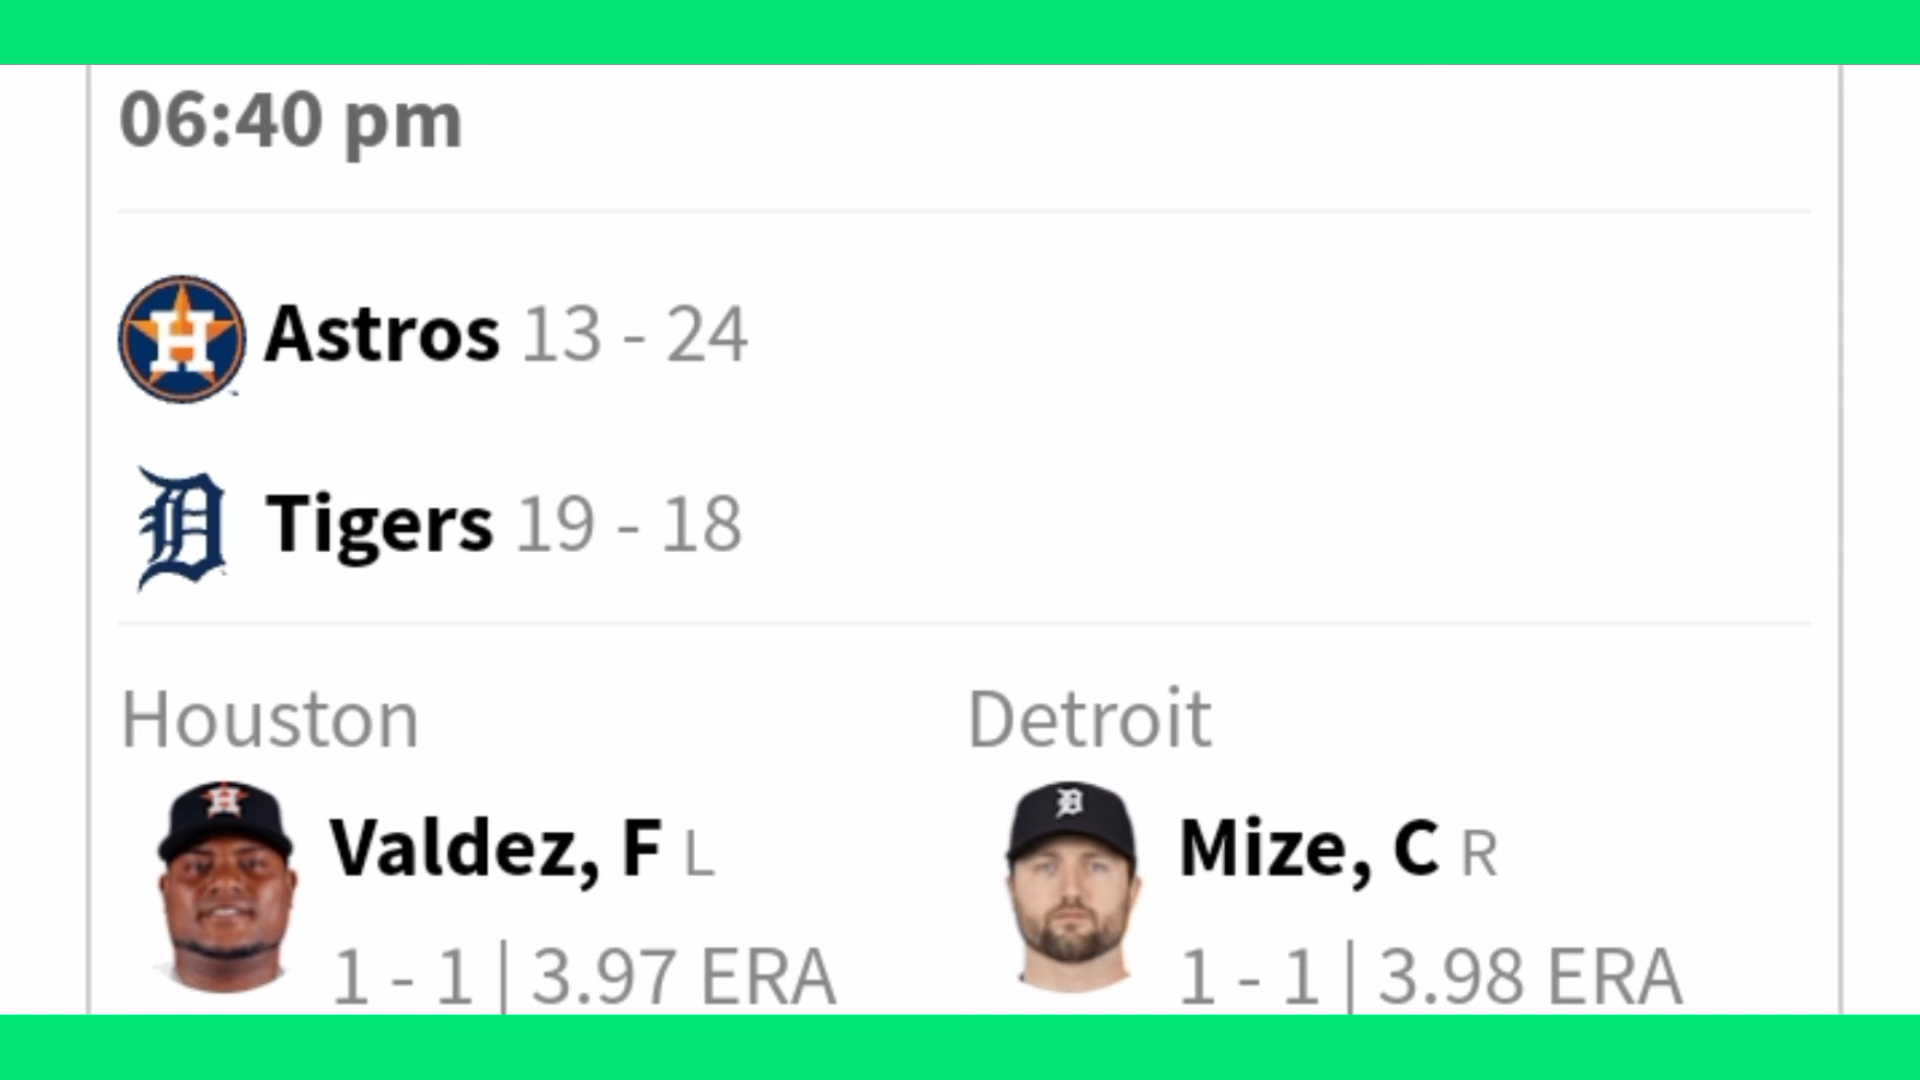 06:40 pm
Astros 13 - 24
Tigers 19 - 18
Houston
Detroit
Valdez, F L
Mize, C R
1 - 1 | 3.97 ERA
1 - 1 | 3.98 ERA